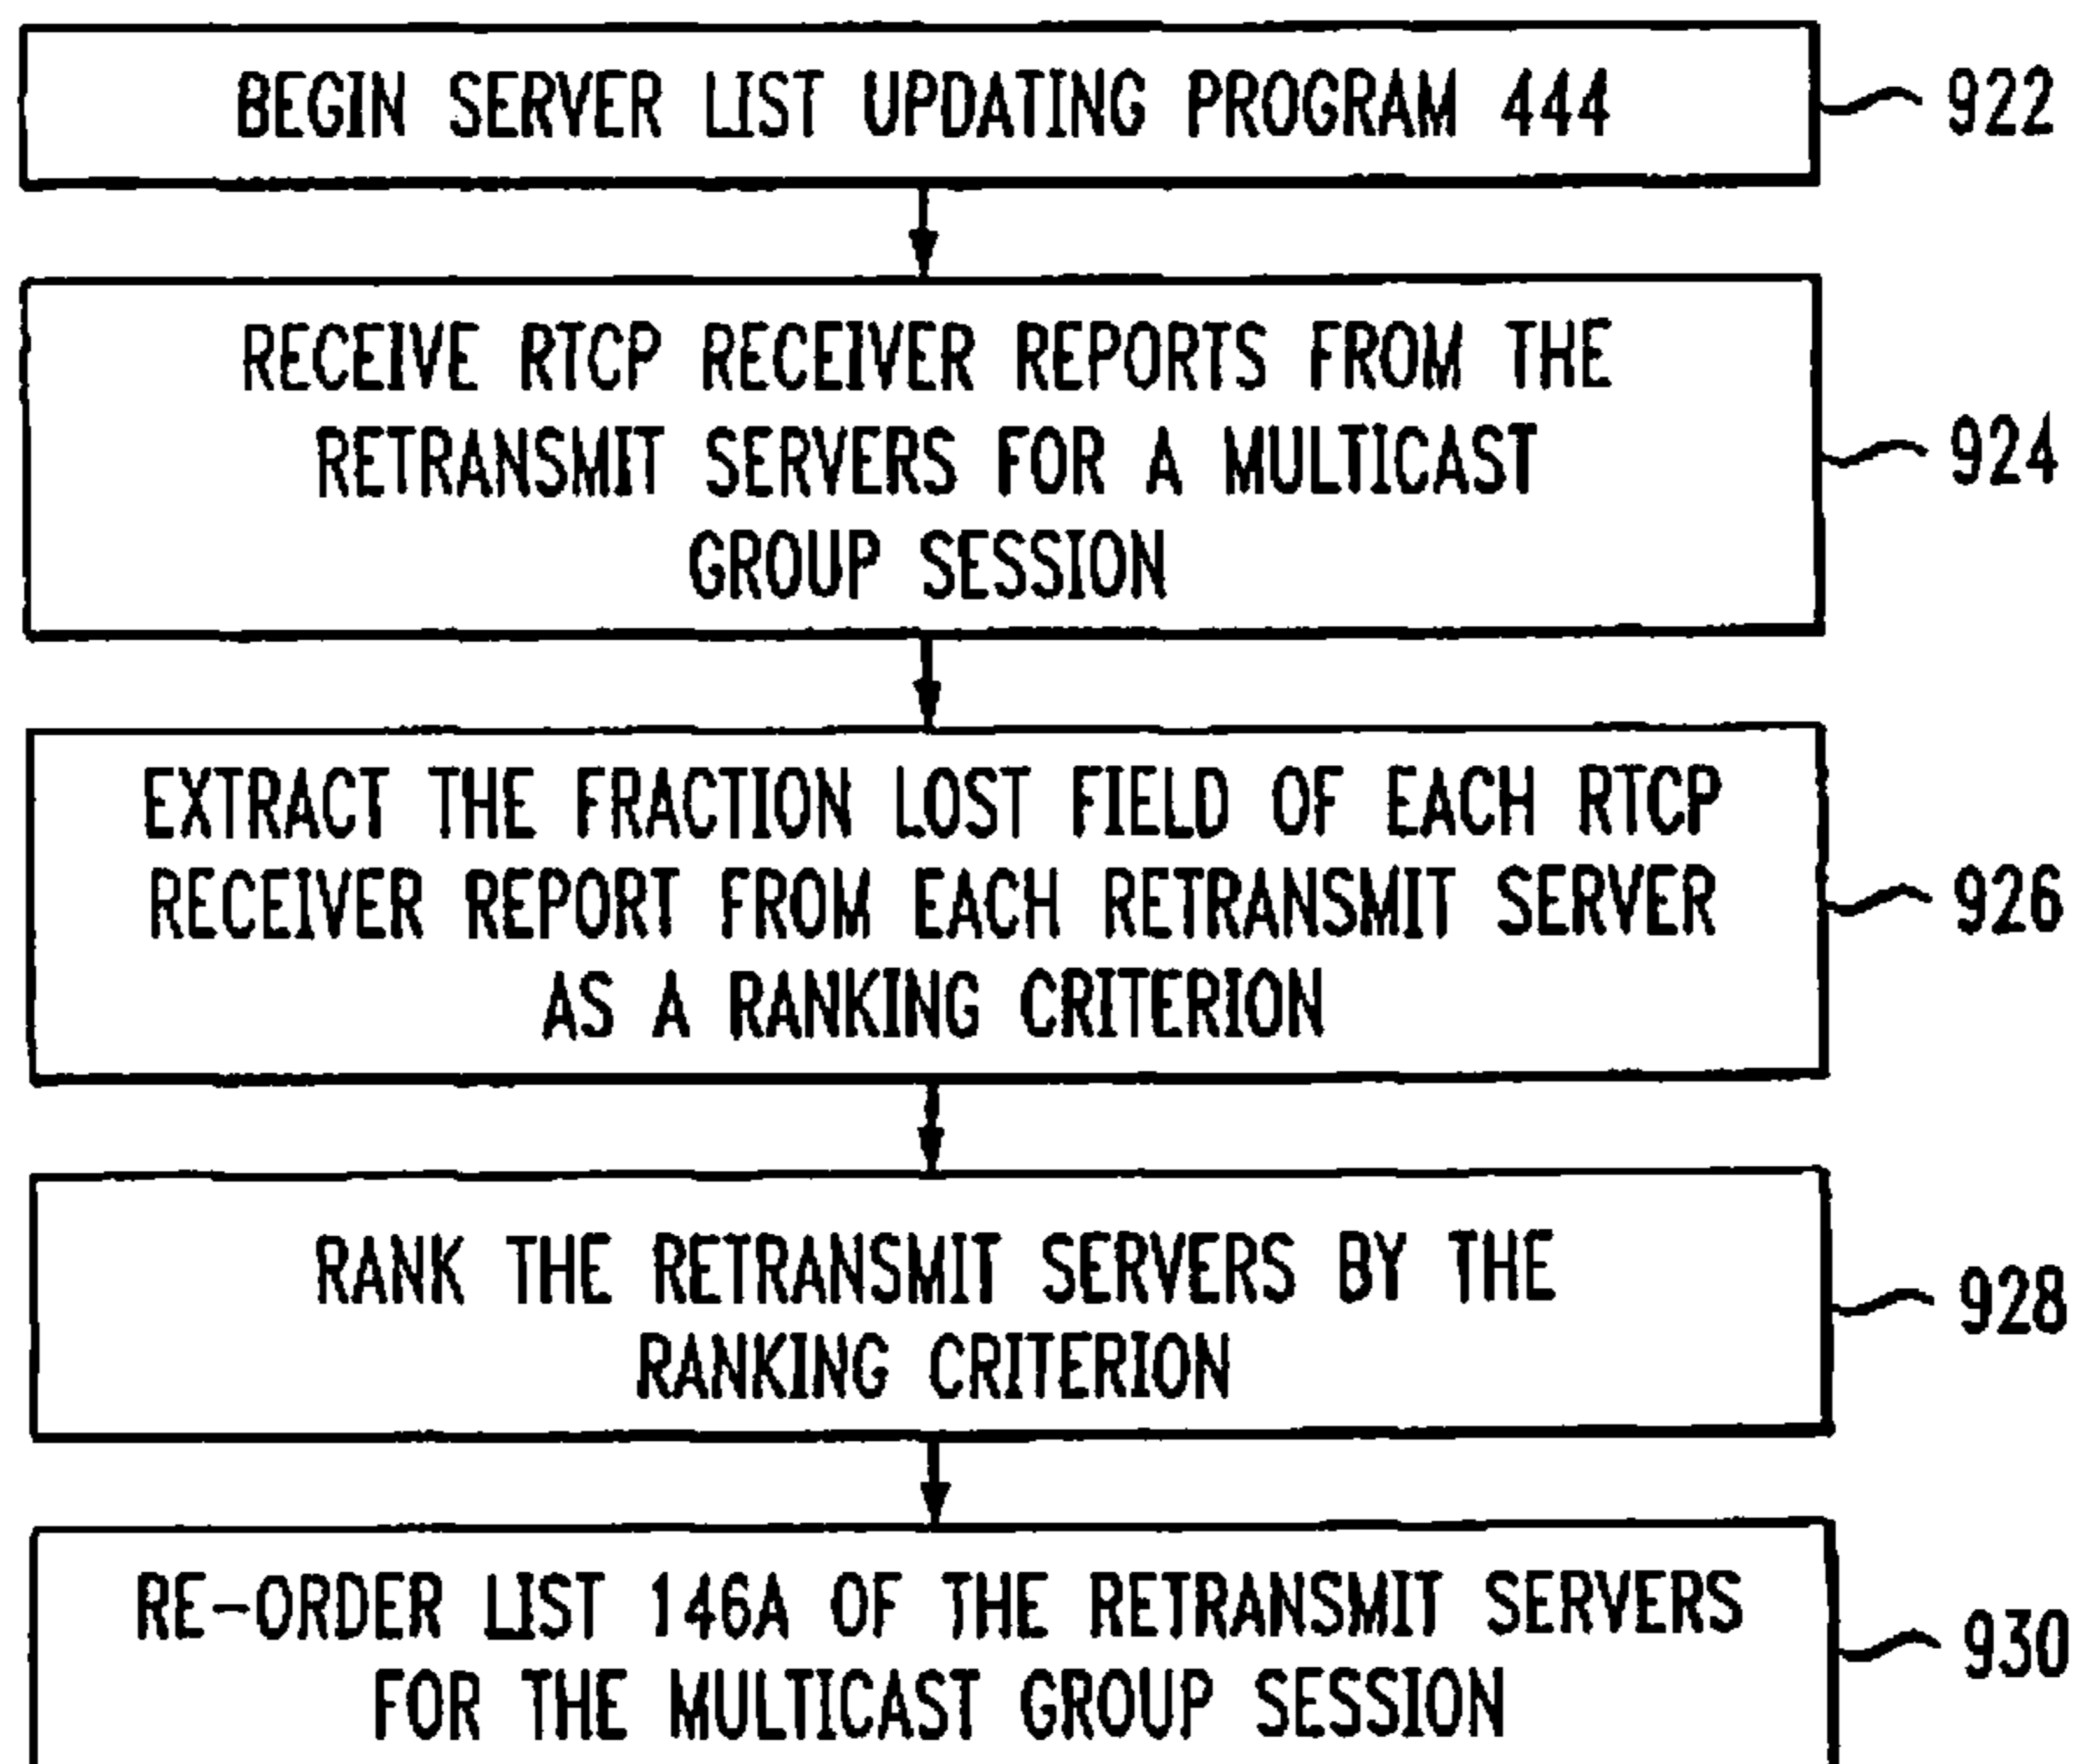 BEGIN SERVER LIST UPDATING PROGRAM 444
922
RECEIVE RTCP RECEIVER REPORTS FROM THE
RETRANSMIT SERVERS FOR A MULTICAST
GROUP SESSION
924
EXTRACT THE FRACTION LOST FIELD OF EACH RTCP
RECEIVER REPORT FROM EACH RETRANSMIT SERVER
AS A RANKING CRITERION
926
RANK THE RETRANSMIT SERVERS BY THE
RANKING CRITERION
928
RE-ORDER LIST 146A OF THE RETRANSMIT SERVERS
FOR THE MULTICAST GROUP SESSION
930